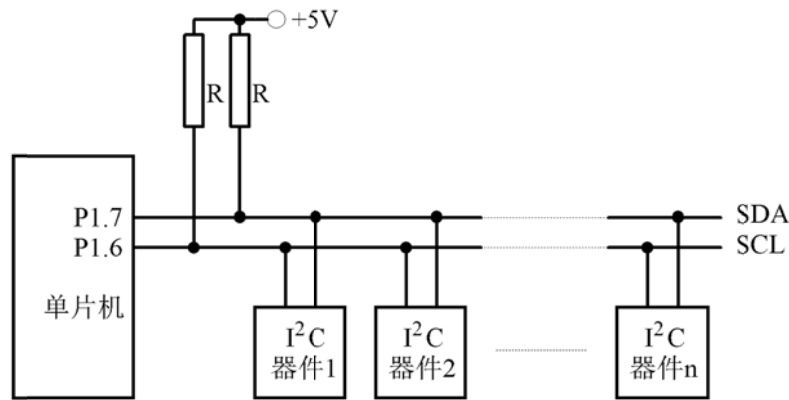 +5V
R R
P1.7 SDA
P1.6 SCL
单片机
I²C I²C I²C
器件1 器件2 器件n